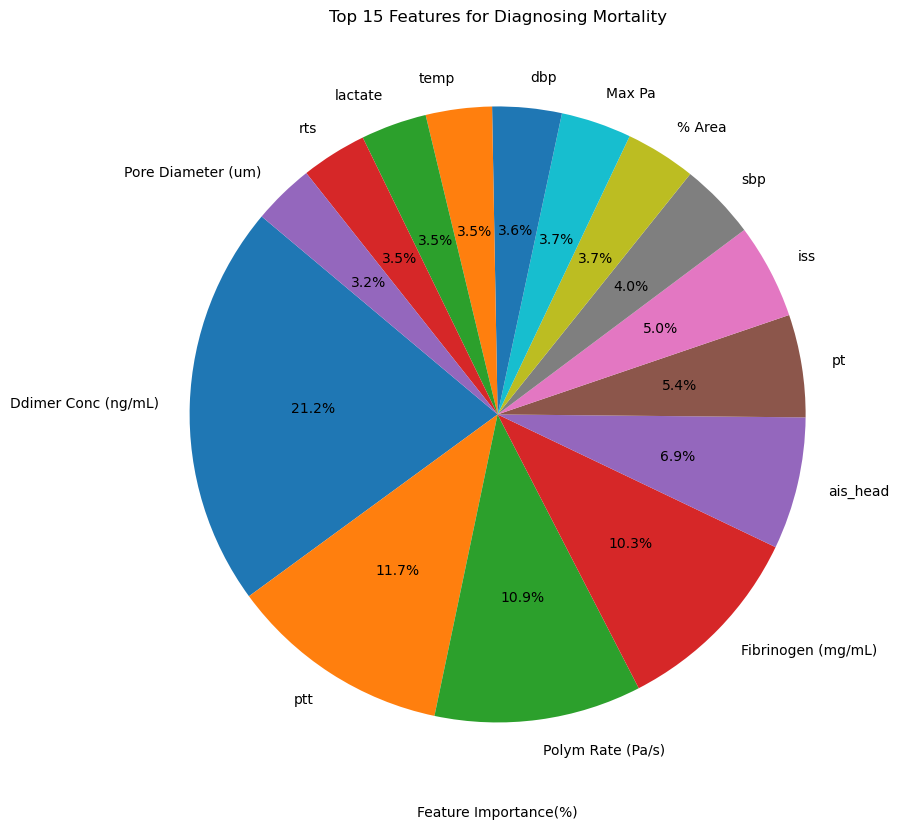 Top 15 Features for Diagnosing Mortality
dbp
temp
Max Pa
lactate
% Area
rts
Pore Diameter (um)
sbp
iss
3.6%
3.5%
3.7%
3.5%
3.5%
3.7%
3.2%
4.0%
5.0%
pt
5.4%
Ddimer Conc (ng/mL)
21.2%
6.9%
ais_head
10.3%
11.7%
10.9%
Fibrinogen (mg/mL)
ptt
Polym Rate (Pa/s)
Feature Importance(%)